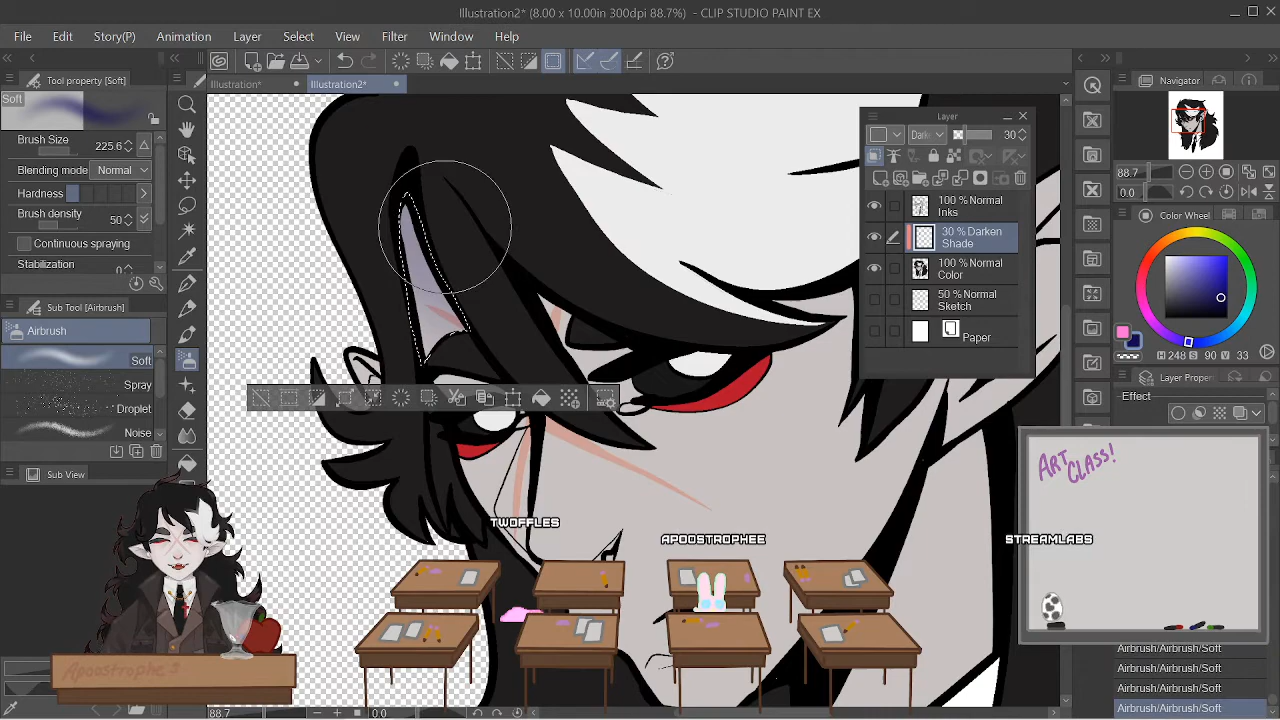 Illustration2* (8.00 x 10.00in 300dpi 88.7%) - CLIP STUDIO PAINT EX
File Edit Story(P) Animation Layer Select View Filter Window Help
Tool property [Soft]
Illustration* Illustration2*
Soft
Brush Size 225.6
Blending mode Normal
Hardness
Brush density 50
Continuous spraying
Stabilization 0
Sub Tool [Airbrush]
Airbrush
Soft
Spray
Droplet
Noise
Sub View
Layer
Dark 30
100 % Normal
Inks
30 % Darken
Shade
100 % Normal
Color
50 % Normal
Sketch
Paper
Navigator
88.7
0.0
Color Wheel
H 248 S 90 V 33
Layer Proper
Effect
ART
CLASS!
TWOFFLES
APOOSTROPHEE
STREAMLABS
Airbrush/Airbrush/Soft
Airbrush/Airbrush/Soft
Airbrush/Airbrush/Soft
Airbrush/Airbrush/Soft
88.7 0.0